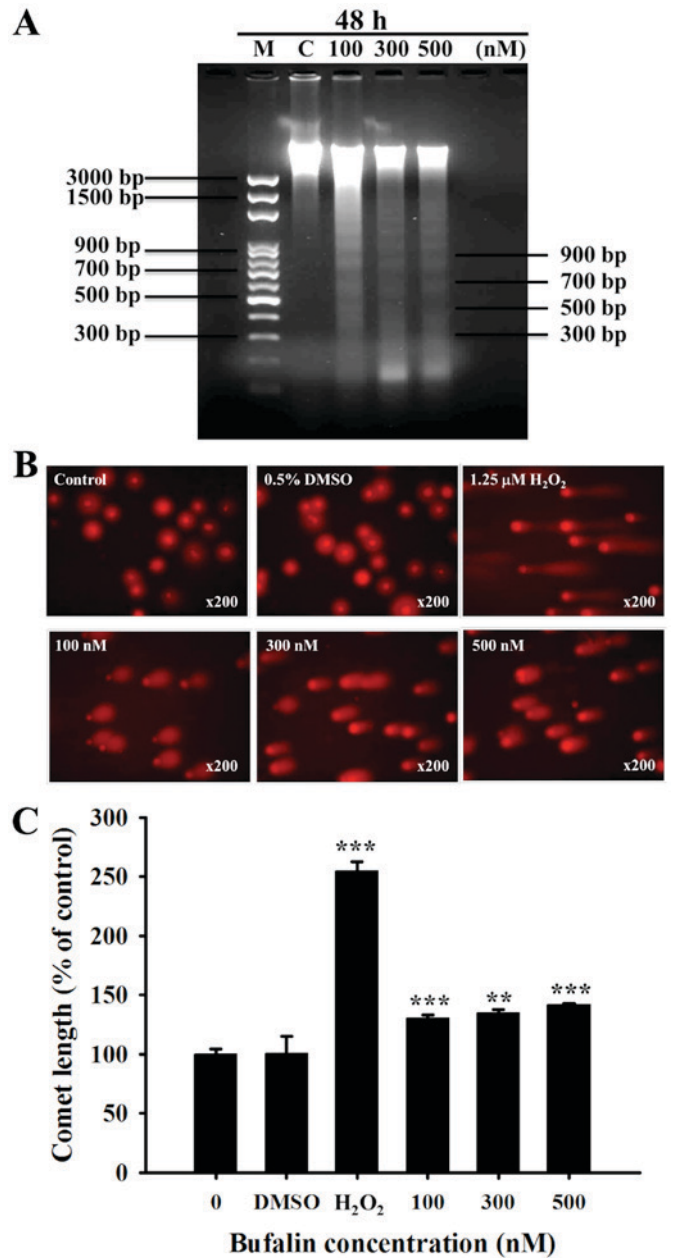 A
48 h
M C 100 300 500 (nM)
3000 bp
1500 bp
900 bp
700 bp
500 bp
300 bp
900 bp
700 bp
500 bp
300 bp
B
Control
x200
0.5% DMSO
x200
1.25 μM H₂O₂
x200
100 nM
x200
300 nM
x200
500 nM
x200
C
Comet length (% of control)
300
250
200
150
100
50
0
***
***
**
***
0 DMSO H₂O₂ 100 300 500
Bufalin concentration (nM)